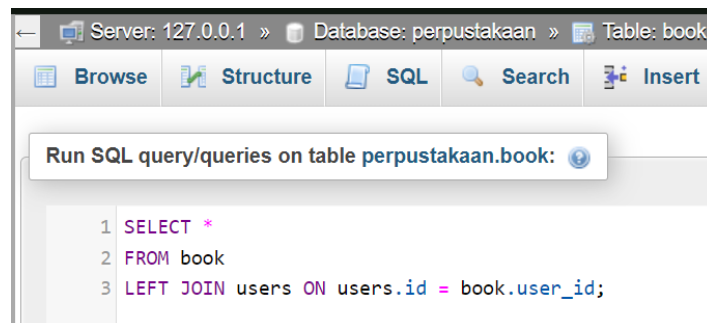 Server: 127.0.0.1 » Database: perpustakaan » Table: book
Browse Structure SQL Search Insert
Run SQL query/queries on table perpustakaan.book:
1 SELECT *
2 FROM book
3 LEFT JOIN users ON users.id = book.user_id;